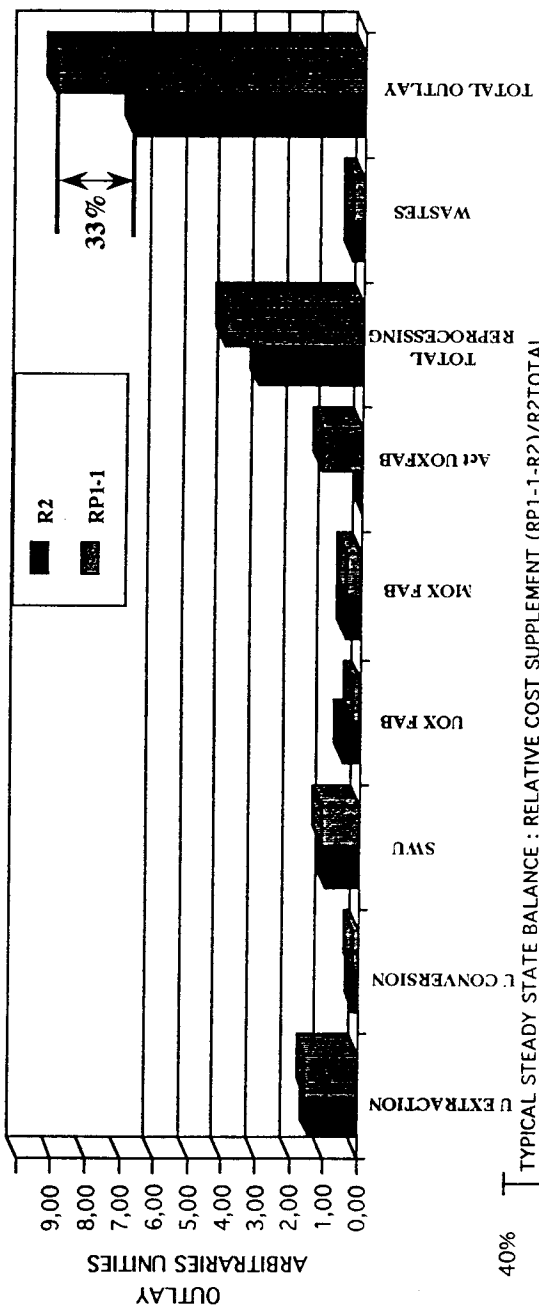 OUTLAY
ARBITRARIES UNITIES
9,00
8,00
7,00
6,00
5,00
4,00
3,00
2,00
1,00
0,00
R2
RP1-1
33%
U EXTRACTION
U CONVERSION
SWU
UOX FAB
MOX FAB
Act UOXFAB
TOTAL
REPROCESSING
WASTES
TOTAL OUTLAY
40%
TYPICAL STEADY STATE BALANCE : RELATIVE COST SUPPLEMENT (RP1-1-R2)/R2TOTAL